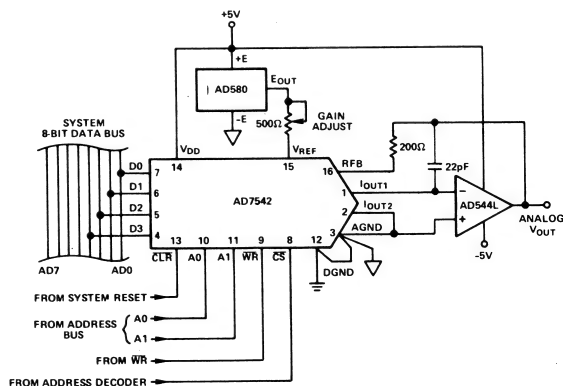 +5V
+E
AD580
EOUT
-E
500Ω
GAIN
ADJUST
SYSTEM
8-BIT DATA BUS
VDD
14
15
VREF
200Ω
RFB
16
22pF
D0
7
D1
6
D2
5
D3
4
AD7542
IOUT1
1
IOUT2
2
AGND
3
−
+
AD544L
ANALOG
VOUT
-5V
13
10
11
9
8
12
DGND
AD7
AD0
CLR
A0
A1
WR
CS
FROM SYSTEM RESET
FROM ADDRESS
BUS
A0
A1
FROM WR
FROM ADDRESS DECODER